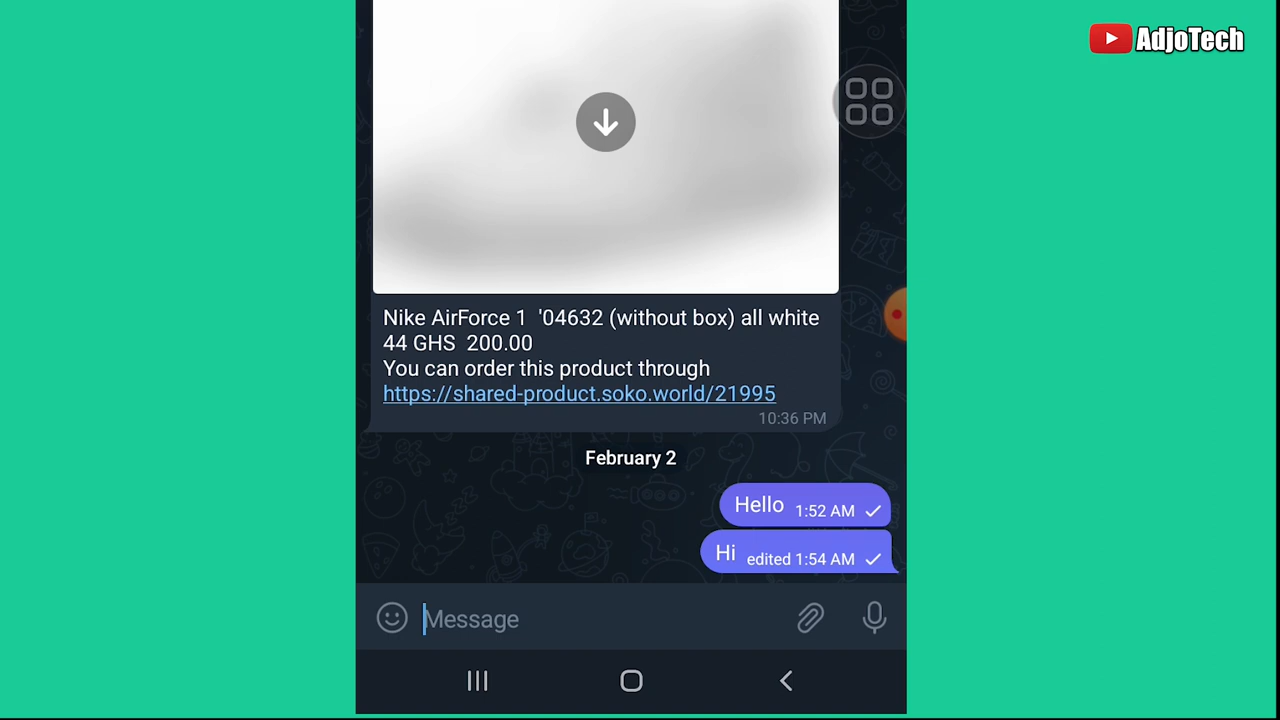 AdjoTech
Nike AirForce 1  '04632 (without box) all white
44 GHS  200.00
You can order this product through
https://shared-product.soko.world/21995
10:36 PM
February 2
Hello 1:52 AM
Hi edited 1:54 AM
Message